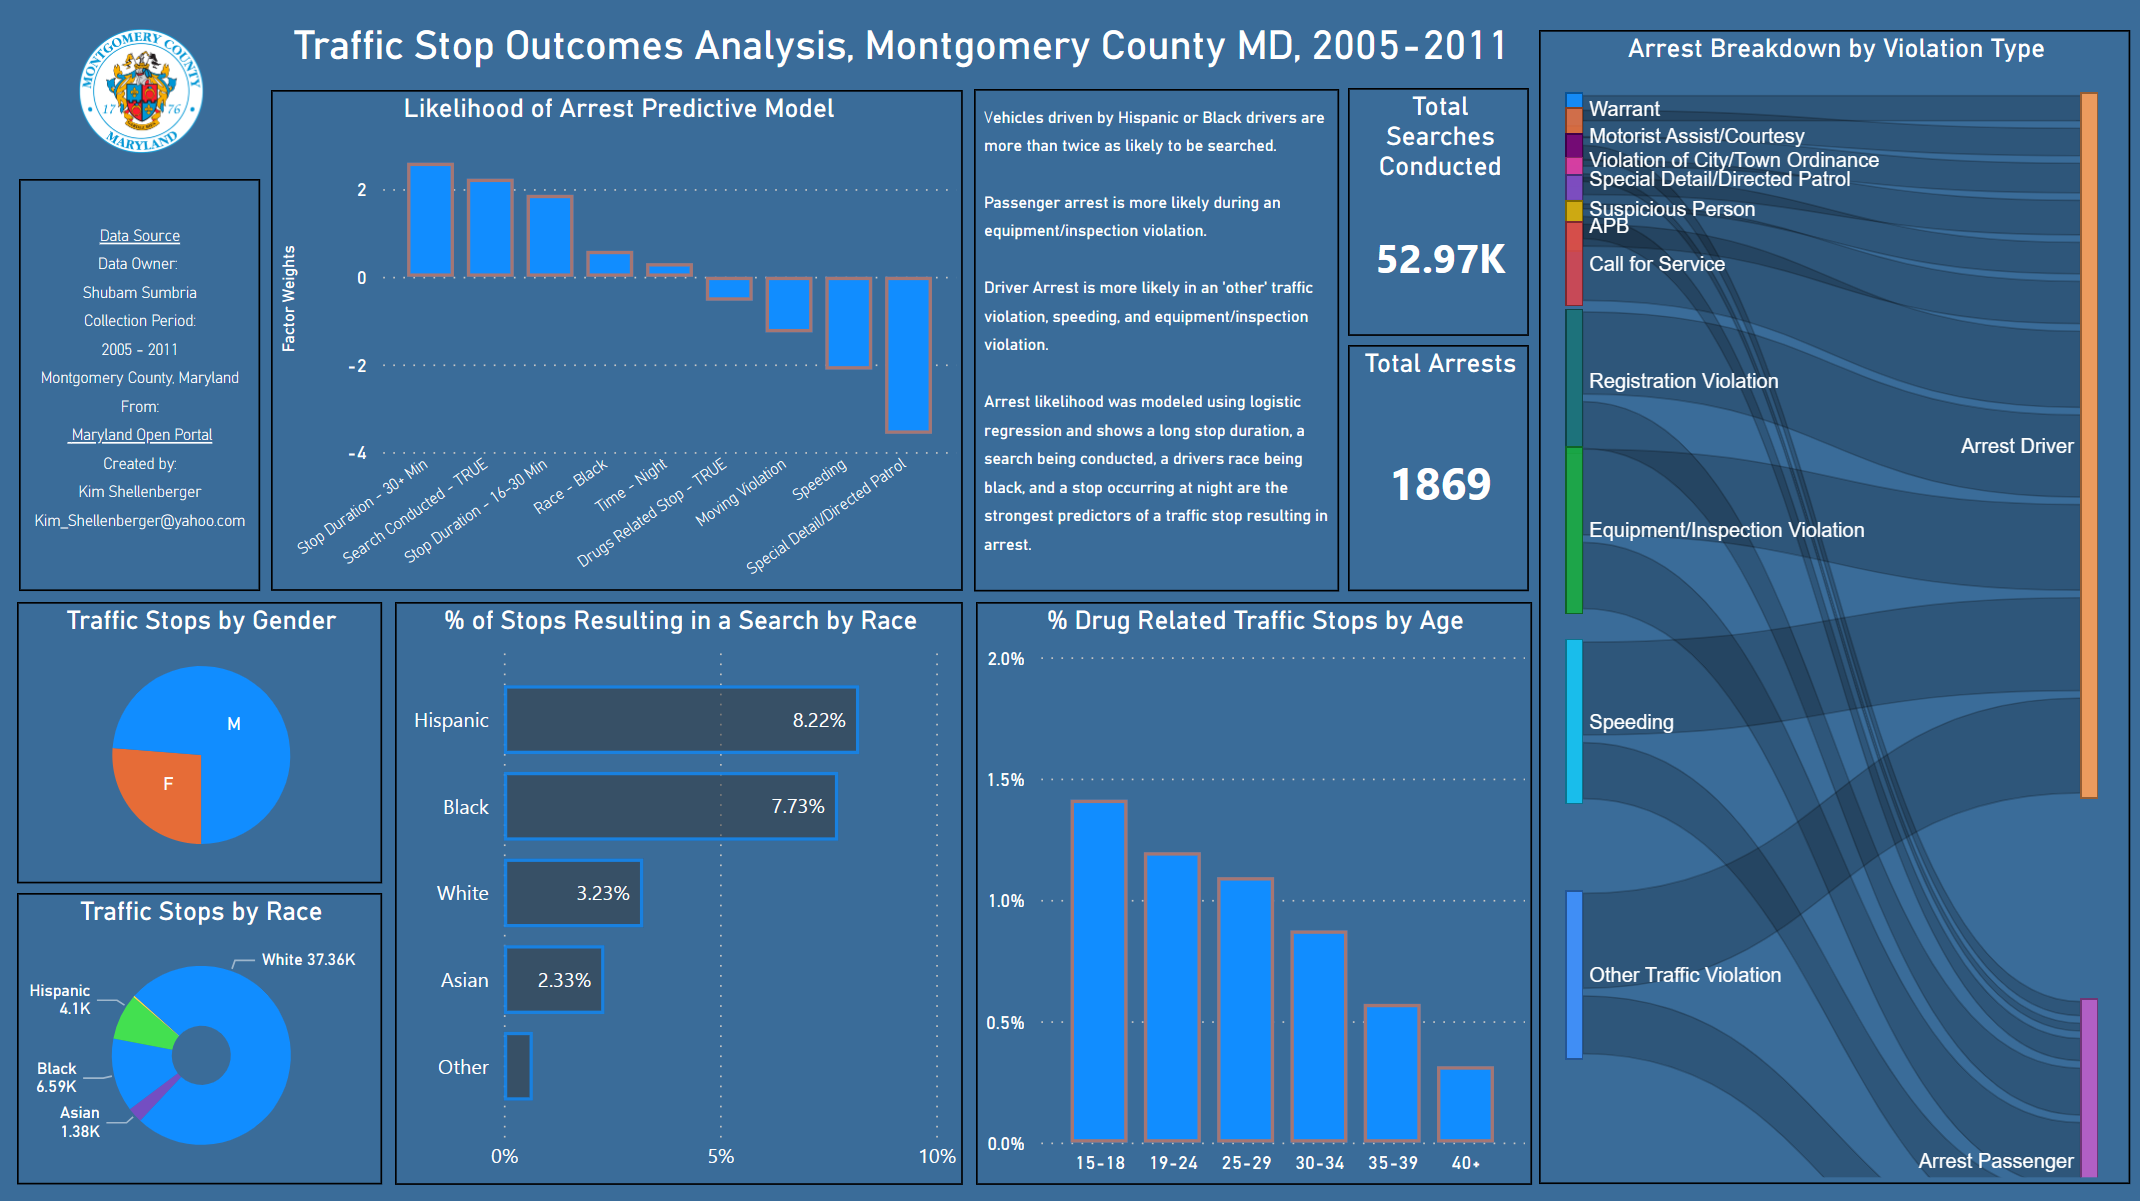 Traffic Stop Outcomes Analysis, Montgomery County MD, 2005-2011
MONTGOMERY COUNTY
17 76
MARYLAND
Data Source
Data Owner:
Shubam Sumbria
Collection Period:
2005 - 2011
Montgomery County, Maryland
From:
Maryland Open Portal
Created by:
Kim Shellenberger
Kim_Shellenberger@yahoo.com
Likelihood of Arrest Predictive Model
Factor Weights
2
0
-2
-4
Stop Duration - 30+ Min
Search Conducted - TRUE
Stop Duration - 16-30 Min
Race - Black
Time - Night
Drugs Related Stop - TRUE
Moving Violation
Speeding
Special Detail/Directed Patrol
Vehicles driven by Hispanic or Black drivers are
more than twice as likely to be searched.
Passenger arrest is more likely during an
equipment/inspection violation.
Driver Arrest is more likely in an 'other' traffic
violation, speeding, and equipment/inspection
violation.
Arrest likelihood was modeled using logistic
regression and shows a long stop duration, a
search being conducted, a drivers race being
black, and a stop occurring at night are the
strongest predictors of a traffic stop resulting in
arrest.
Total
Searches
Conducted
52.97K
Total Arrests
1869
Arrest Breakdown by Violation Type
Warrant
Motorist Assist/Courtesy
Violation of City/Town Ordinance
Special Detail/Directed Patrol
Suspicious Person
APB
Call for Service
Registration Violation
Equipment/Inspection Violation
Speeding
Other Traffic Violation
Arrest Driver
Arrest Passenger
Traffic Stops by Gender
M
F
Traffic Stops by Race
White 37.36K
Hispanic
4.1K
Black
6.59K
Asian
1.38K
% of Stops Resulting in a Search by Race
Hispanic
8.22%
Black
7.73%
White
3.23%
Asian
2.33%
Other
0%
5%
10%
% Drug Related Traffic Stops by Age
2.0%
1.5%
1.0%
0.5%
0.0%
15-18
19-24
25-29
30-34
35-39
40+